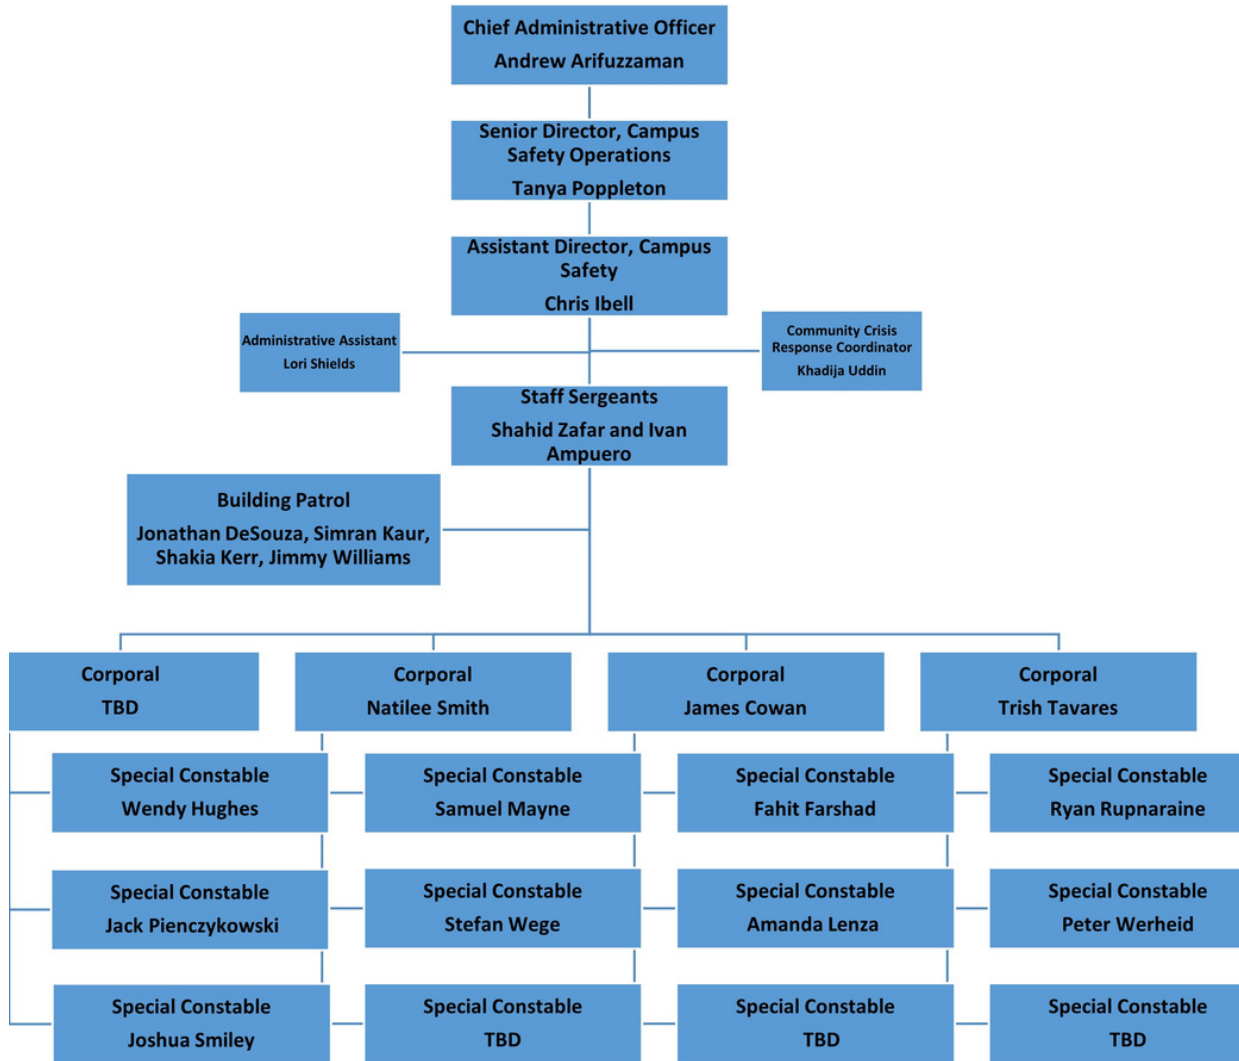 Chief Administrative Officer
Andrew Arifuzzaman
Senior Director, Campus
Safety Operations
Tanya Poppleton
Assistant Director, Campus
Safety
Chris Ibell
Administrative Assistant
Lori Shields
Community Crisis
Response Coordinator
Khadija Uddin
Staff Sergeants
Shahid Zafar and Ivan
Ampuero
Building Patrol
Jonathan DeSouza, Simran Kaur,
Shakia Kerr, Jimmy Williams
Corporal
TBD
Special Constable
Wendy Hughes
Special Constable
Jack Pienczykowski
Special Constable
Joshua Smiley
Corporal
Natilee Smith
Special Constable
Samuel Mayne
Special Constable
Stefan Wege
Special Constable
TBD
Corporal
James Cowan
Special Constable
Fahit Farshad
Special Constable
Amanda Lenza
Special Constable
TBD
Corporal
Trish Tavares
Special Constable
Ryan Rupnaraine
Special Constable
Peter Werheid
Special Constable
TBD